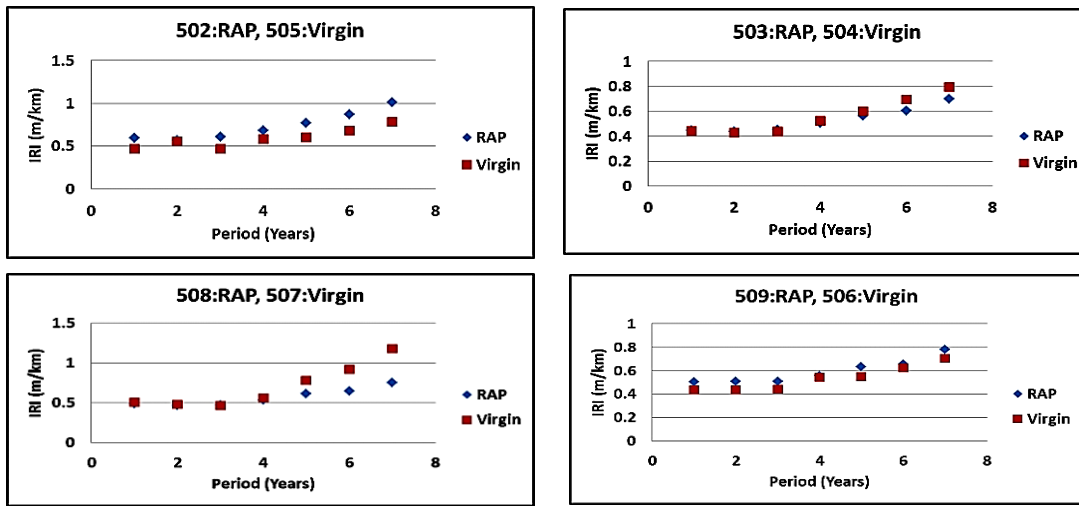 502:RAP, 505:Virgin
1.5
1
0.5
0
IRI (m/km)
0 2 4 6 8
Period (Years)
RAP
Virgin
503:RAP, 504:Virgin
1
0.8
0.6
0.4
0.2
0
IRI (m/km)
0 2 4 6 8
Period (Years)
RAP
Virgin
508:RAP, 507:Virgin
1.5
1
0.5
0
IRI (m/km)
0 2 4 6 8
Period (Years)
RAP
Virgin
509:RAP, 506:Virgin
1
0.8
0.6
0.4
0.2
0
IRI (m/km)
0 2 4 6 8
Period (Years)
RAP
Virgin